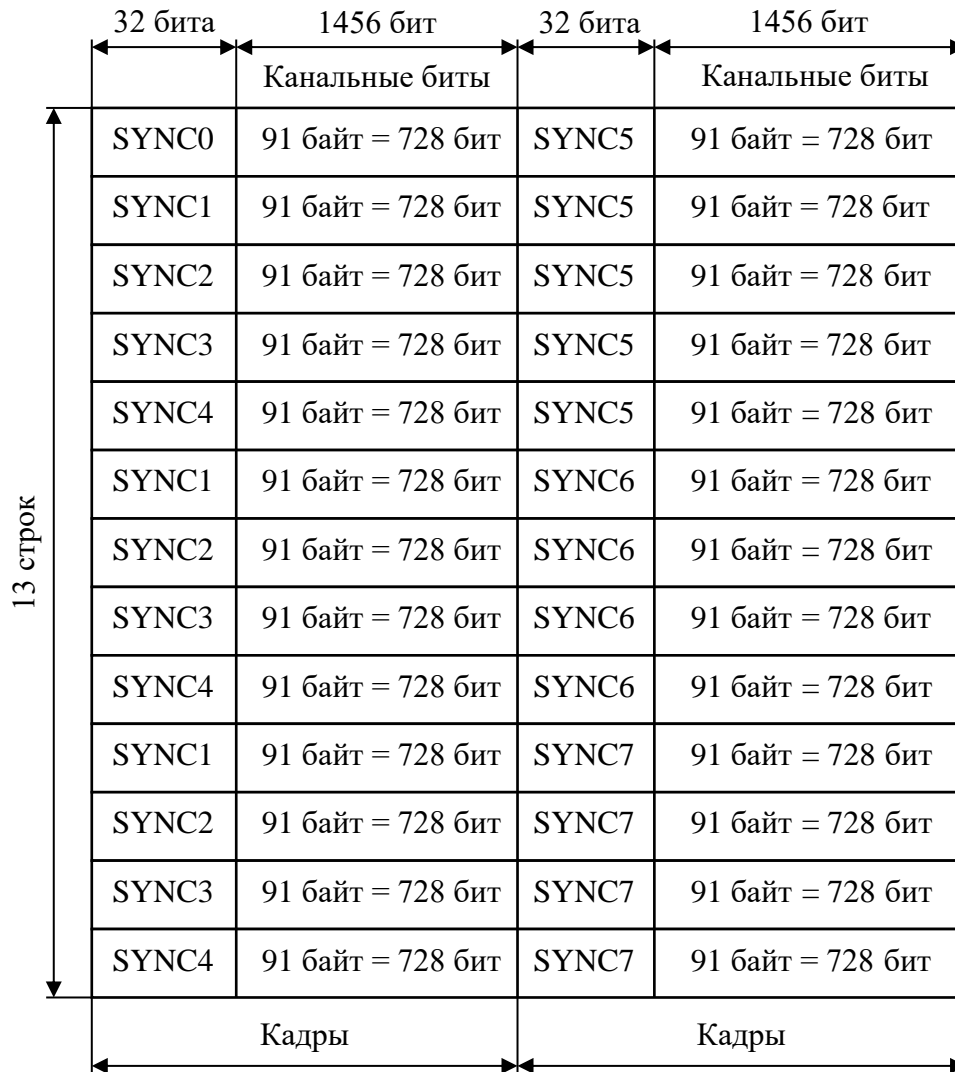 32 бита 1456 бит 32 бита 1456 бит
Канальные биты Канальные биты
SYNC0 91 байт = 728 бит SYNC5 91 байт = 728 бит
SYNC1 91 байт = 728 бит SYNC5 91 байт = 728 бит
SYNC2 91 байт = 728 бит SYNC5 91 байт = 728 бит
SYNC3 91 байт = 728 бит SYNC5 91 байт = 728 бит
SYNC4 91 байт = 728 бит SYNC5 91 байт = 728 бит
SYNC1 91 байт = 728 бит SYNC6 91 байт = 728 бит
SYNC2 91 байт = 728 бит SYNC6 91 байт = 728 бит
SYNC3 91 байт = 728 бит SYNC6 91 байт = 728 бит
SYNC4 91 байт = 728 бит SYNC6 91 байт = 728 бит
SYNC1 91 байт = 728 бит SYNC7 91 байт = 728 бит
SYNC2 91 байт = 728 бит SYNC7 91 байт = 728 бит
SYNC3 91 байт = 728 бит SYNC7 91 байт = 728 бит
SYNC4 91 байт = 728 бит SYNC7 91 байт = 728 бит
13 строк
Кадры Кадры